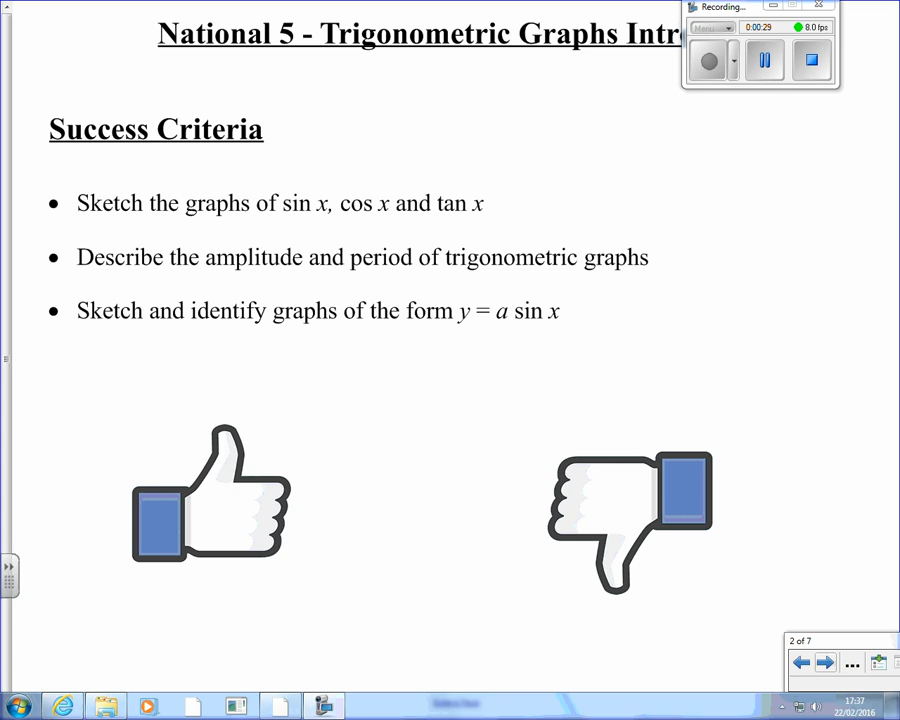 National 5 - Trigonometric Graphs Intr
Recording...
Menu
0:00:29
8.0 fps
Success Criteria
• Sketch the graphs of sin x, cos x and tan x
• Describe the amplitude and period of trigonometric graphs
• Sketch and identify graphs of the form y = a sin x
2 of 7
17:37
22/02/2016